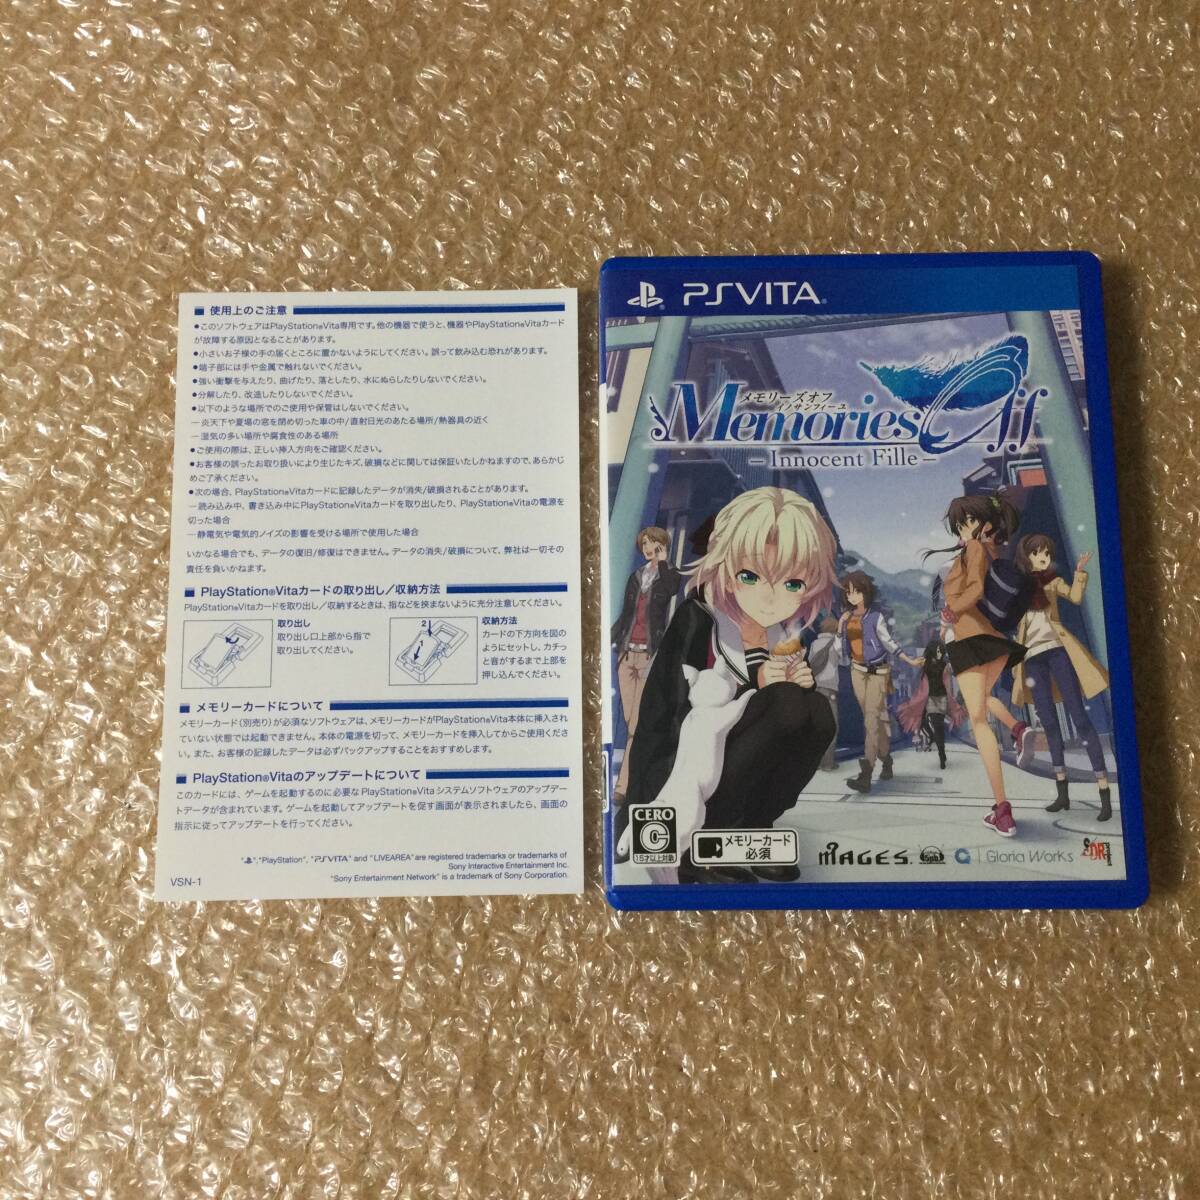 使用上のご注意
●このソフトウェアはPlayStation®Vita専用です。他の機器で使うと、機器やPlayStation®Vitaカード
が故障する原因となることがあります。
●小さいお子様の手の届くところに置かないようにしてください。誤って飲み込む恐れがあります。
●端子部には手や金属で触れないでください。
●強い衝撃を与えたり、曲げたり、落としたり、水にぬらしたりしないでください。
●分解したり、改造したりしないでください。
●以下のような場所でのご使用や保管はしないでください。
―炎天下や夏場の窓を閉め切った車の中/直射日光のあたる場所/熱器具の近く
―湿気の多い場所や腐食性のある場所
●ご使用の際は、正しい挿入方向をご確認ください。
●お客様の誤ったお取り扱いにより生じたキズ、破損などに関しては保証いたしかねますので、あらかじ
めご了承ください。
●次の場合、PlayStation®Vitaカードに記録したデータが消失/破損されることがあります。
―読み込み中、書き込み中にPlayStation®Vitaカードを取り出したり、PlayStation®Vitaの電源を
切った場合
―静電気や電気的ノイズの影響を受ける場所で使用した場合
いかなる場合でも、データの復旧/修復はできません。データの消失/破損について、弊社は一切その
責任を負いかねます。
PlayStation®Vitaカードの取り出し/収納方法
PlayStation®Vitaカードを取り出し/収納するときは、指などを挟まないように充分注意してください。
取り出し
取り出し口上部から指で
取り出してください。
2
1
収納方法
カードの下方向を図の
ようにセットし、カチっ
と音がするまで上部を
押し込んでください。
メモリーカードについて
メモリーカード(別売り)が必須なソフトウェアは、メモリーカードがPlayStation®Vita本体に挿入され
ていない状態では起動できません。本体の電源を切って、メモリーカードを挿入してからご使用くださ
い。また、お客様の記録したデータは必ずバックアップすることをおすすめします。
PlayStation®Vitaのアップデートについて
このカードには、ゲームを起動するのに必要なPlayStation®Vitaシステムソフトウェアのアップデー
トデータが含まれています。ゲームを起動してアップデートを促す画面が表示されましたら、画面の
指示に従ってアップデートを行ってください。
"PlayStation", "PSVITA" and "LIVEAREA" are registered trademarks or trademarks of
Sony Interactive Entertainment Inc.
"Sony Entertainment Network" is a trademark of Sony Corporation.
VSN-1
PSVITA
メモリーズオフ
イノサンフィーユ
Memories Off
– Innocent Fille –
CERO
C
15才以上対象
メモリーカード
必須
MAGES.
5pb.
Gloria Works